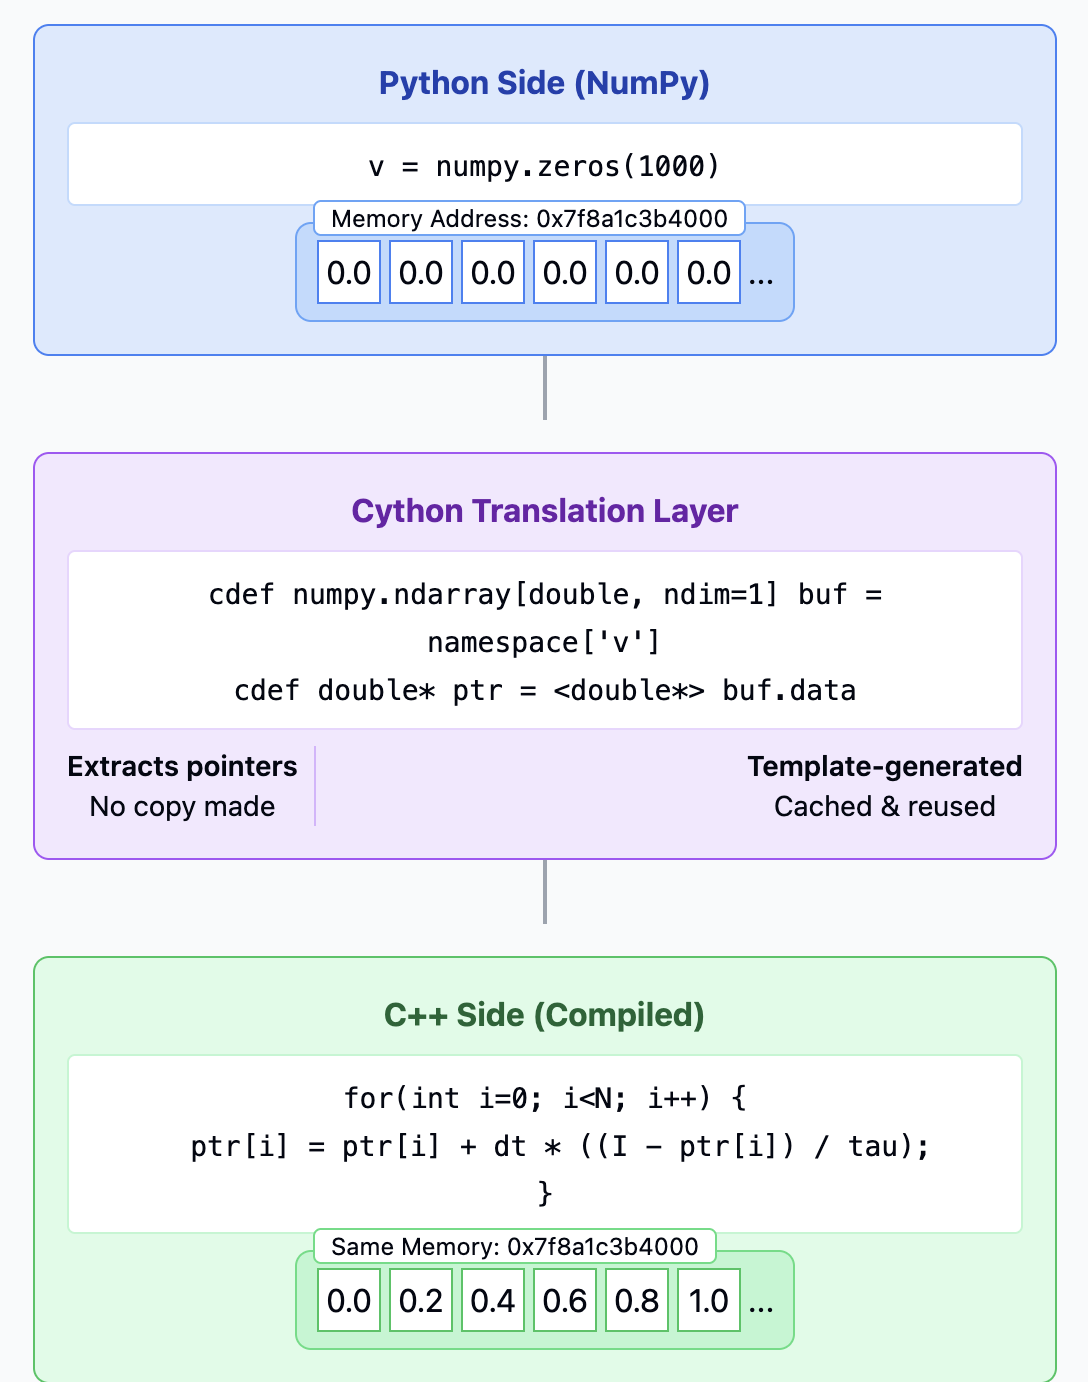 Python Side (NumPy)
v = numpy.zeros(1000)
Memory Address: 0x7f8a1c3b4000
0.0 0.0 0.0 0.0 0.0 0.0 ...
Cython Translation Layer
cdef numpy.ndarray[double, ndim=1] buf =
namespace['v']
cdef double* ptr = <double*> buf.data
Extracts pointers
No copy made
Template-generated
Cached & reused
C++ Side (Compiled)
for(int i=0; i<N; i++) {
ptr[i] = ptr[i] + dt * ((I − ptr[i]) / tau);
}
Same Memory: 0x7f8a1c3b4000
0.0 0.2 0.4 0.6 0.8 1.0 ...